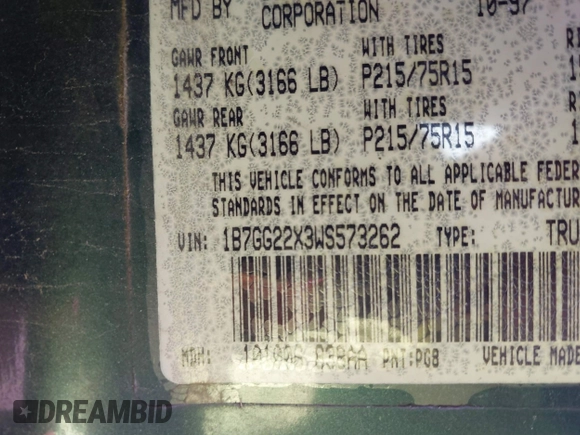 MFD BY CORPORATION 10-97
GAWR FRONT WITH TIRES
1437 KG(3166 LB) P215/75R15
GAWR REAR WITH TIRES
1437 KG(3166 LB) P215/75R15
THIS VEHICLE CONFORMS TO ALL APPLICABLE FEDER
STANDARDS IN EFFECT ON THE DATE OF MANUFACTUR
VIN: 1B7GG22X3WS573262 TYPE: TRU
MDH: PNT:PG8 VEHICLE MADE
DREAMBID